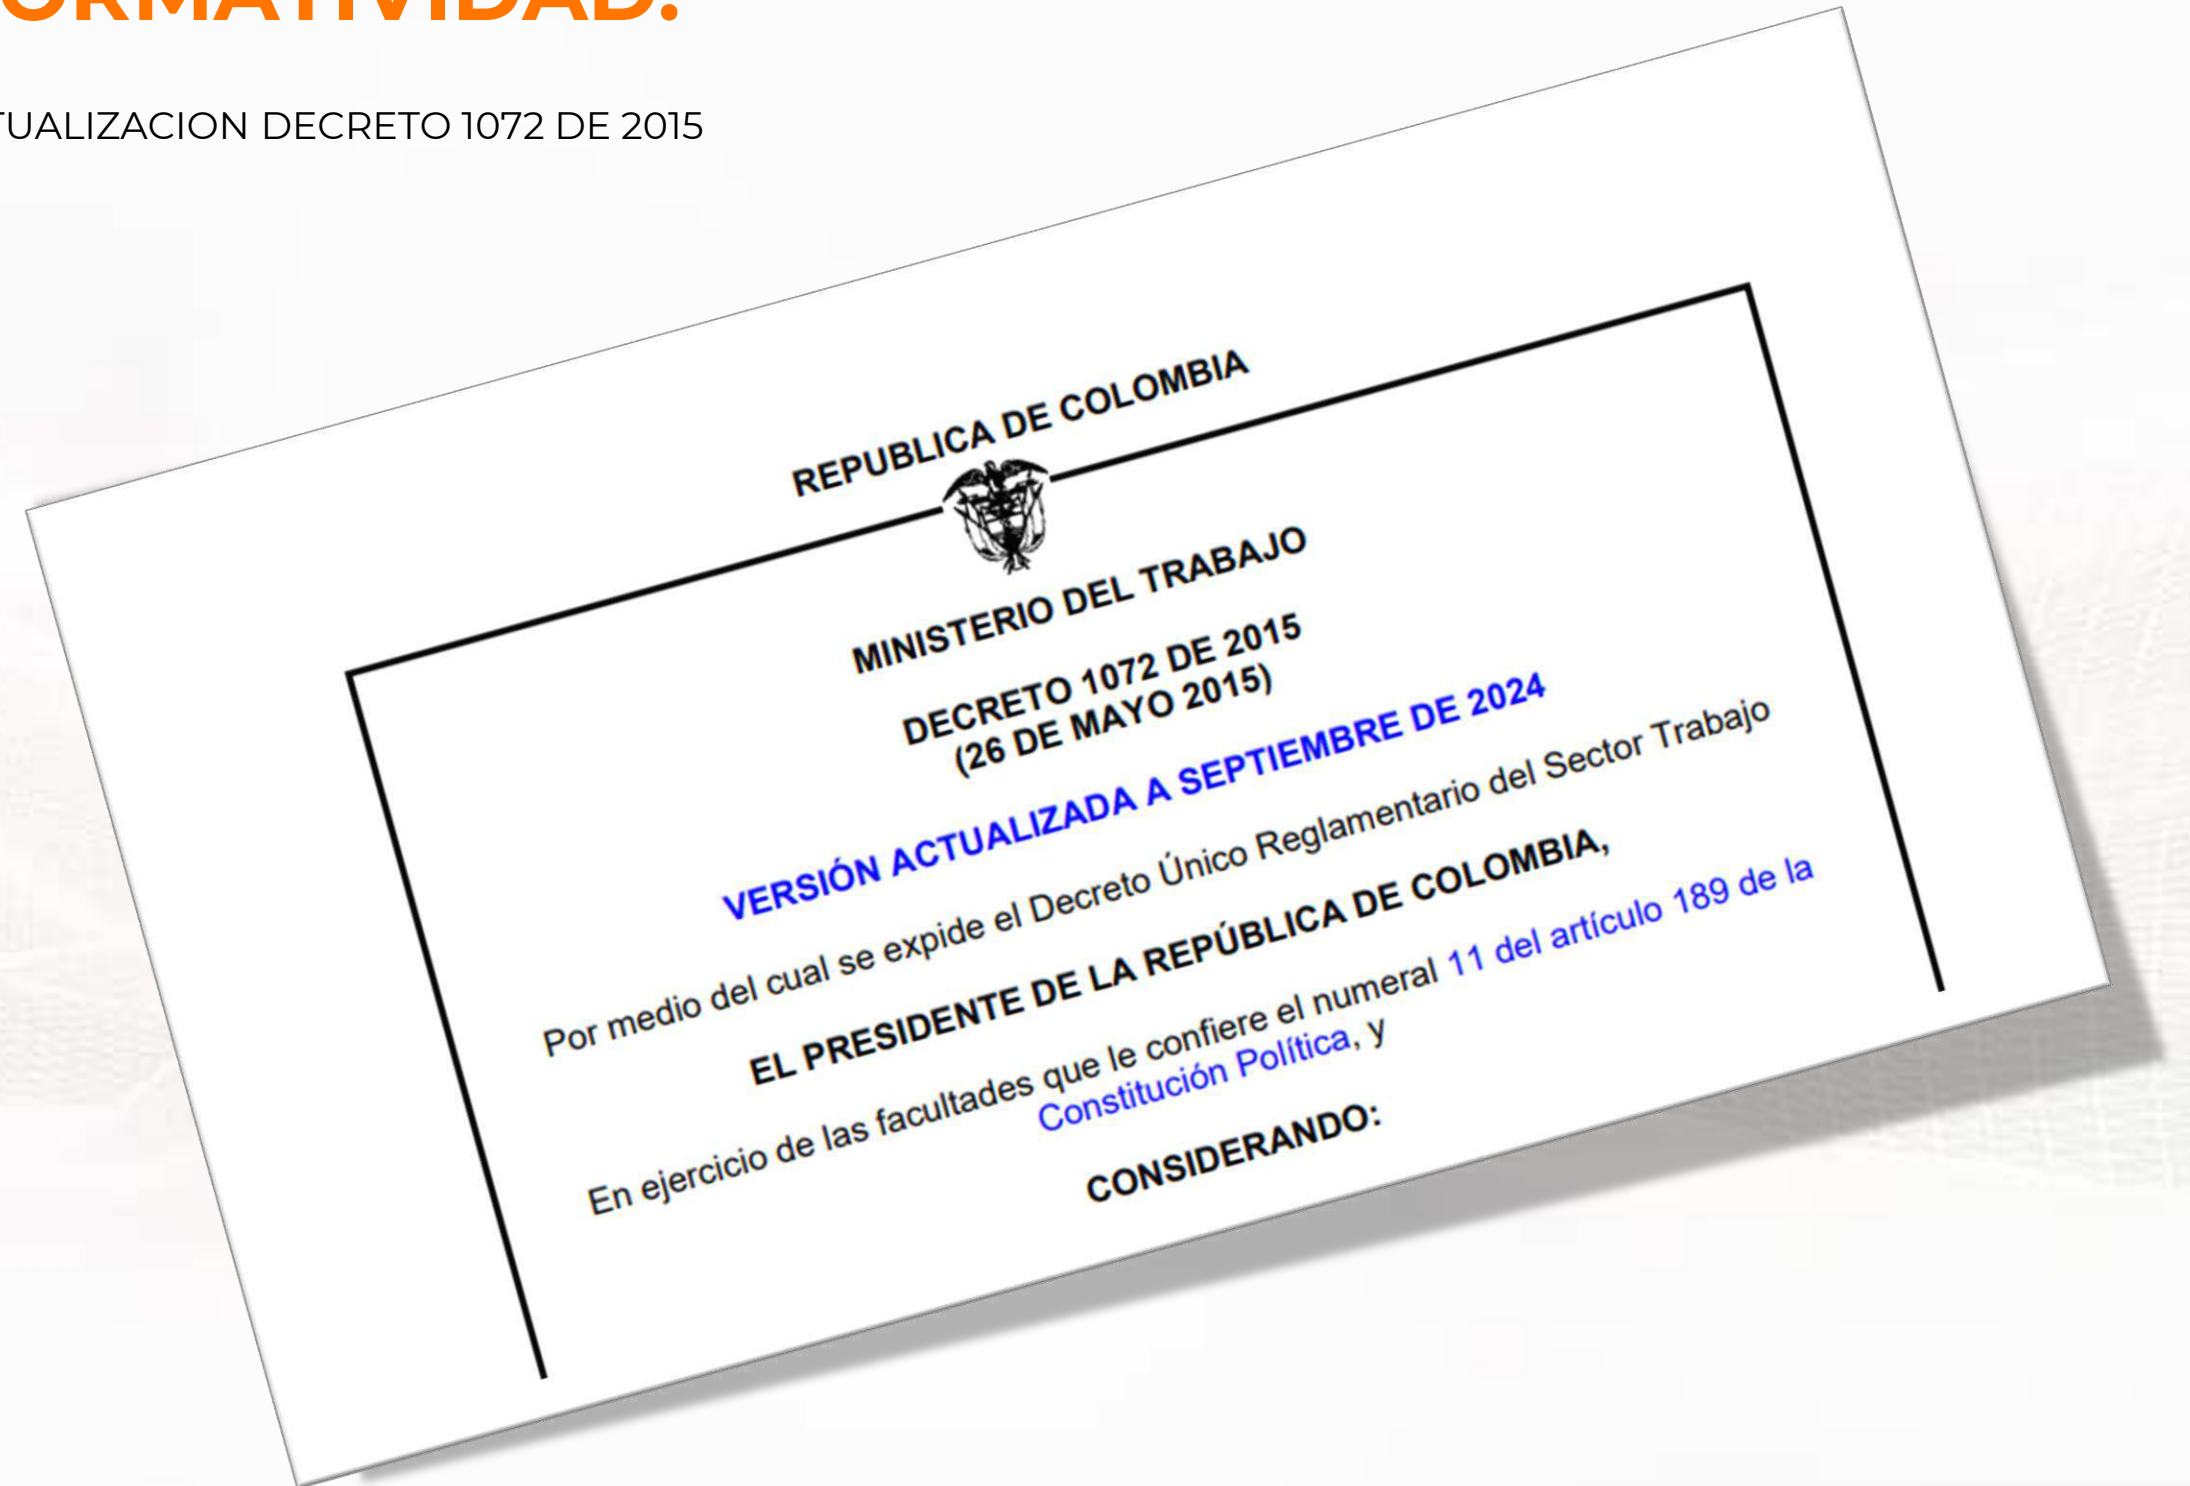 ORMATIVIDAD.
TUALIZACION DECRETO 1072 DE 2015
REPUBLICA DE COLOMBIA
MINISTERIO DEL TRABAJO
DECRETO 1072 DE 2015
(26 DE MAYO 2015)
VERSIÓN ACTUALIZADA A SEPTIEMBRE DE 2024
Por medio del cual se expide el Decreto Único Reglamentario del Sector Trabajo
EL PRESIDENTE DE LA REPÚBLICA DE COLOMBIA,
En ejercicio de las facultades que le confiere el numeral 11 del artículo 189 de la
Constitución Política, y
CONSIDERANDO: